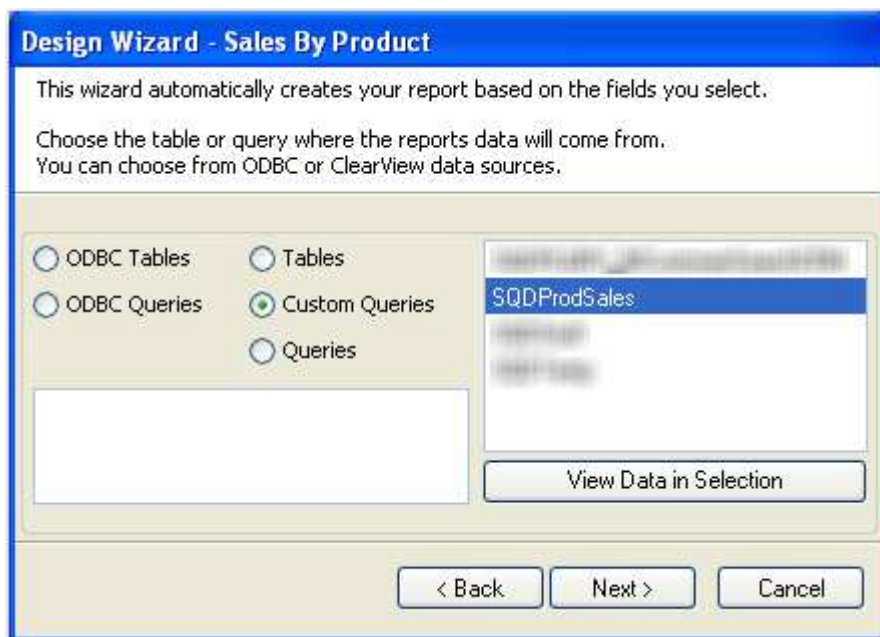 Design Wizard - Sales By Product
This wizard automatically creates your report based on the fields you select.
Choose the table or query where the reports data will come from.
You can choose from ODBC or ClearView data sources.
ODBC Tables
Tables
ODBC Queries
Custom Queries
Queries
SQDProdSales
View Data in Selection
< Back
Next >
Cancel